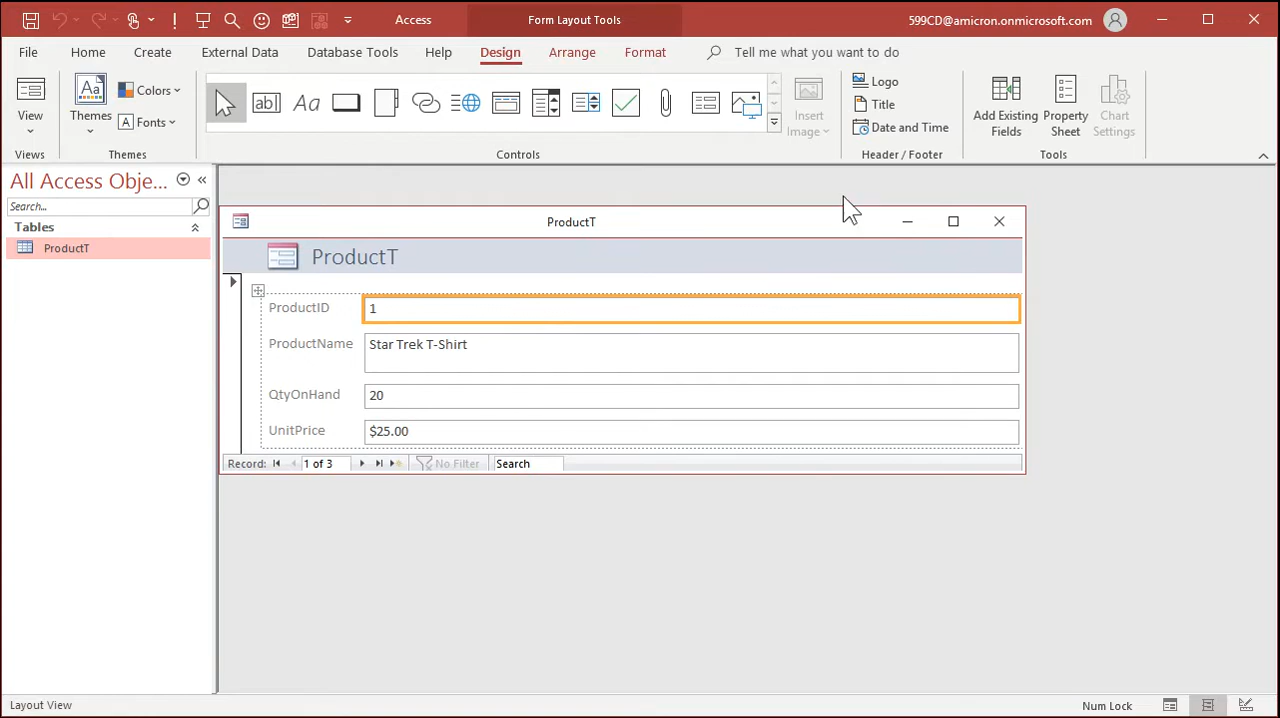 Access
Form Layout Tools
599CD@amicron.onmicrosoft.com
File
Home
Create
External Data
Database Tools
Help
Design
Arrange
Format
Tell me what you want to do
View
Views
Aa
Themes
Colors
A Fonts
Themes
ab
Aa
Controls
Insert
Image
Logo
Title
Date and Time
Header / Footer
Add Existing
Fields
Property
Sheet
Chart
Settings
Tools
All Access Obje...
Search...
Tables
ProductT
ProductT
ProductT
ProductID
1
ProductName
Star Trek T-Shirt
QtyOnHand
20
UnitPrice
$25.00
Record:
1 of 3
No Filter
Search
Layout View
Num Lock